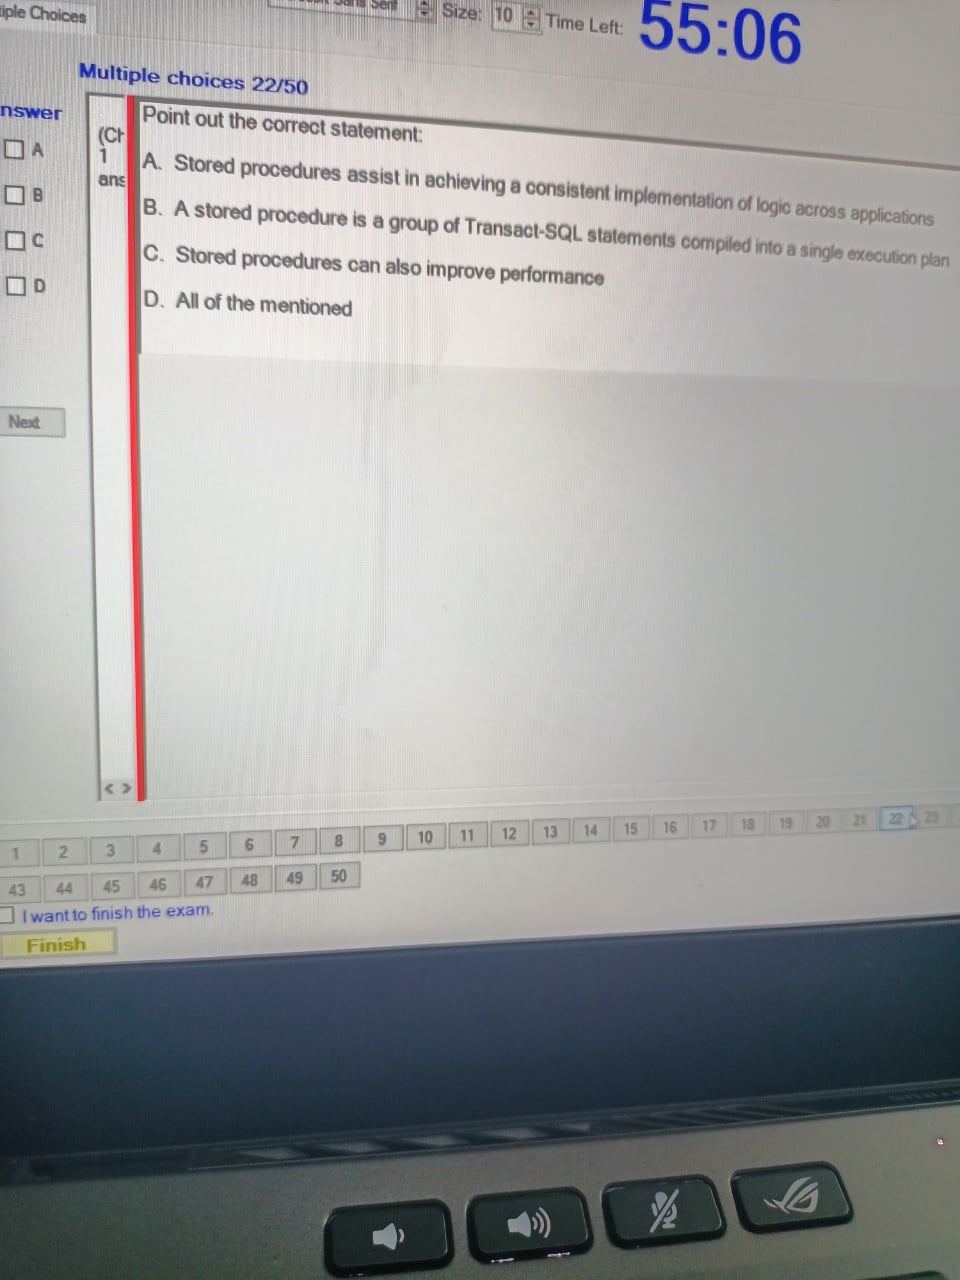 iple Choices
Size: 10 Time Left: 55:06
Multiple choices 22/50
nswer
A
B
C
D
Next
(Ch
1
ans
Point out the correct statement:
A. Stored procedures assist in achieving a consistent implementation of logic across applications
B. A stored procedure is a group of Transact-SQL statements compiled into a single execution plan
C. Stored procedures can also improve performance
D. All of the mentioned
1 2 3 4 5 6 7 8 9 10 11 12 13 14 15 16 17 18 19 20 21 22 23
43 44 45 46 47 48 49 50
I want to finish the exam.
Finish